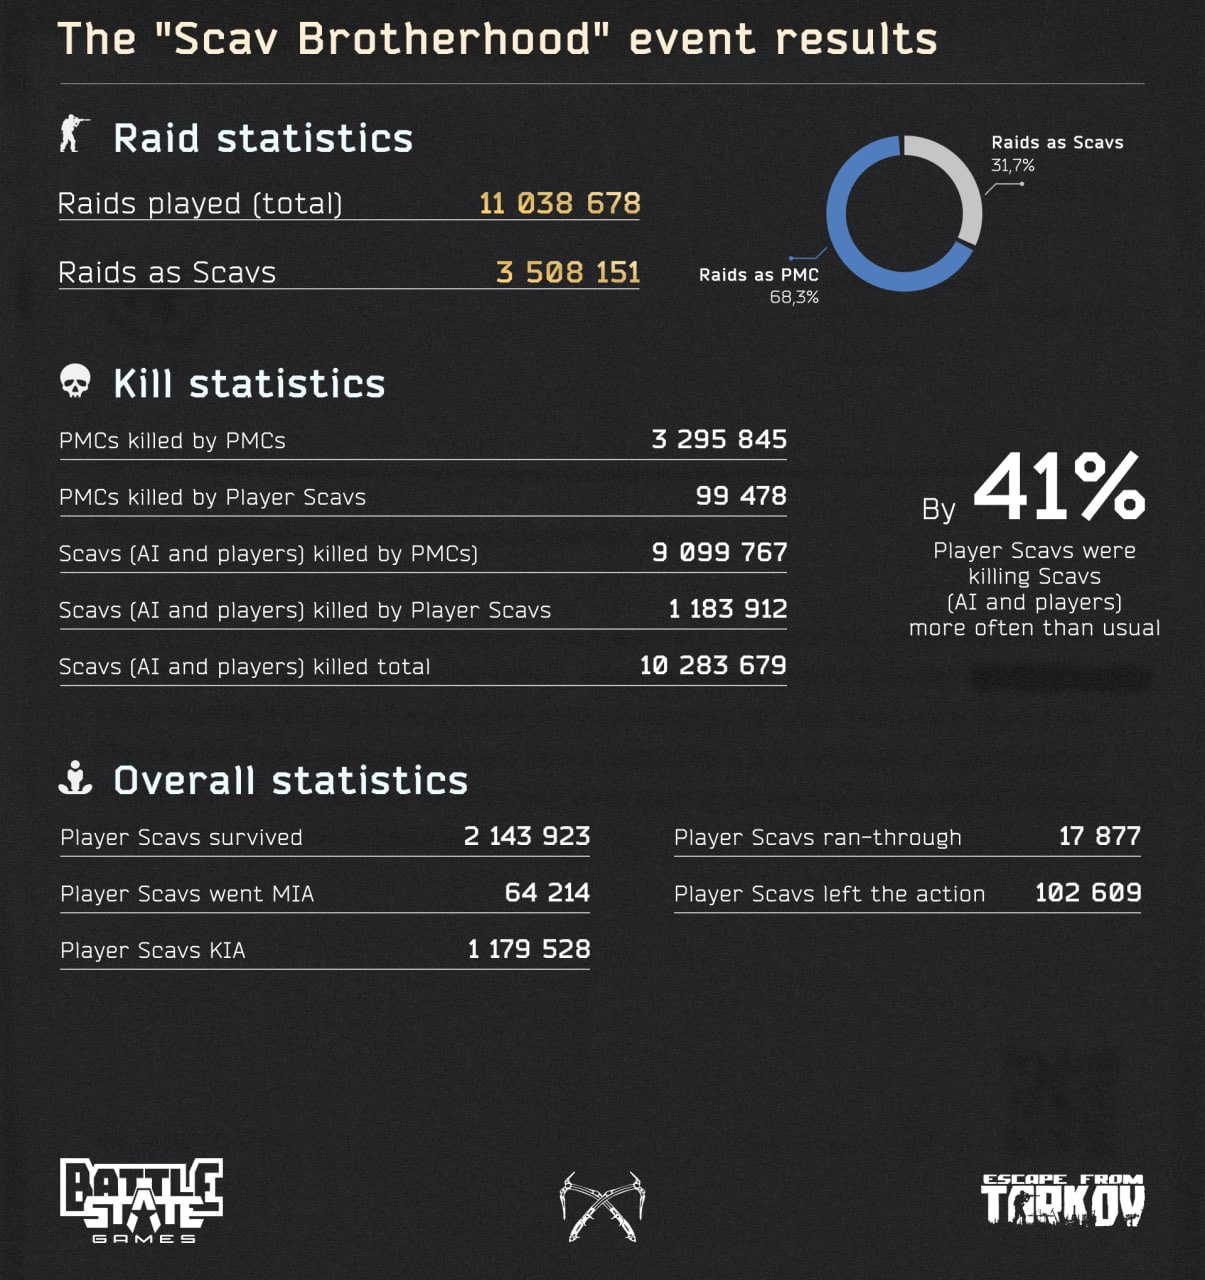 The "Scav Brotherhood" event results
Raid statistics
Raids played (total) 11 038 678
Raids as Scavs 3 508 151
Raids as Scavs
31,7%
Raids as PMC
68,3%
Kill statistics
PMCs killed by PMCs 3 295 845
PMCs killed by Player Scavs 99 478
Scavs (AI and players) killed by PMCs) 9 099 767
Scavs (AI and players) killed by Player Scavs 1 183 912
Scavs (AI and players) killed total 10 283 679
By 41%
Player Scavs were
killing Scavs
(AI and players)
more often than usual
Overall statistics
Player Scavs survived 2 143 923
Player Scavs went MIA 64 214
Player Scavs KIA 1 179 528
Player Scavs ran-through 17 877
Player Scavs left the action 102 609
BATTLE
STATE
GAMES
ESCAPE FROM
TARKOV